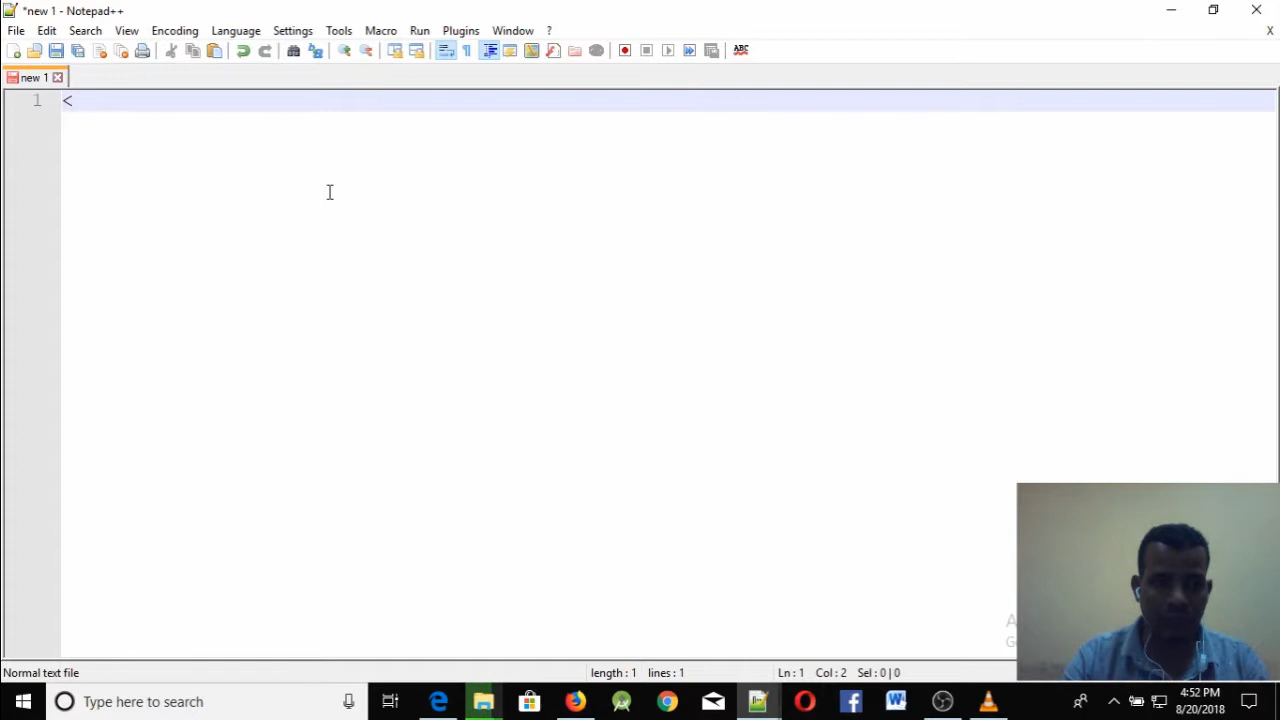 *new 1 - Notepad++
File Edit Search View Encoding Language Settings Tools Macro Run Plugins Window ? X
ABC
new 1
1 <
Normal text file length : 1 lines : 1 Ln : 1 Col : 2 Sel : 0 | 0
Type here to search
4:52 PM
8/20/2018